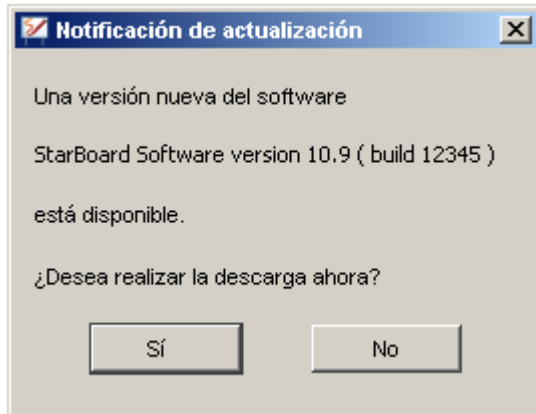 Notificación de actualización
Una versión nueva del software
StarBoard Software version 10.9 ( build 12345 )
está disponible.
¿Desea realizar la descarga ahora?
Sí
No